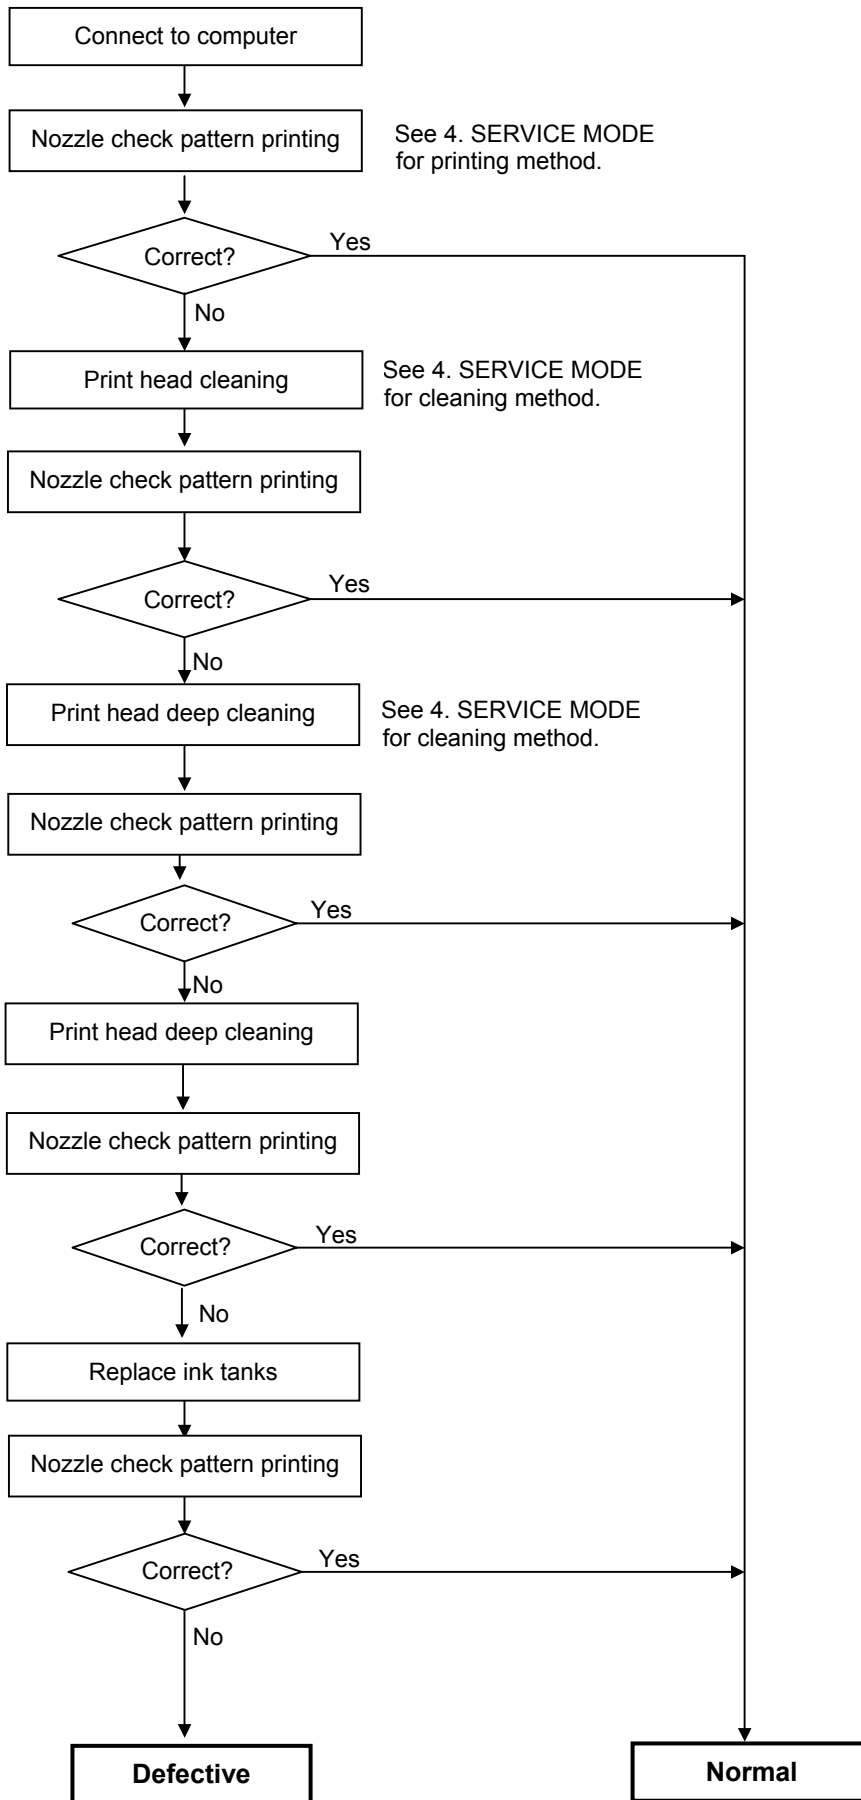 Connect to computer
Nozzle check pattern printing
See 4. SERVICE MODE
for printing method.
Correct?
Yes
No
Print head cleaning
See 4. SERVICE MODE
for cleaning method.
Nozzle check pattern printing
Correct?
Yes
No
Print head deep cleaning
See 4. SERVICE MODE
for cleaning method.
Nozzle check pattern printing
Correct?
Yes
No
Print head deep cleaning
Nozzle check pattern printing
Correct?
Yes
No
Replace ink tanks
Nozzle check pattern printing
Correct?
Yes
No
Defective
Normal